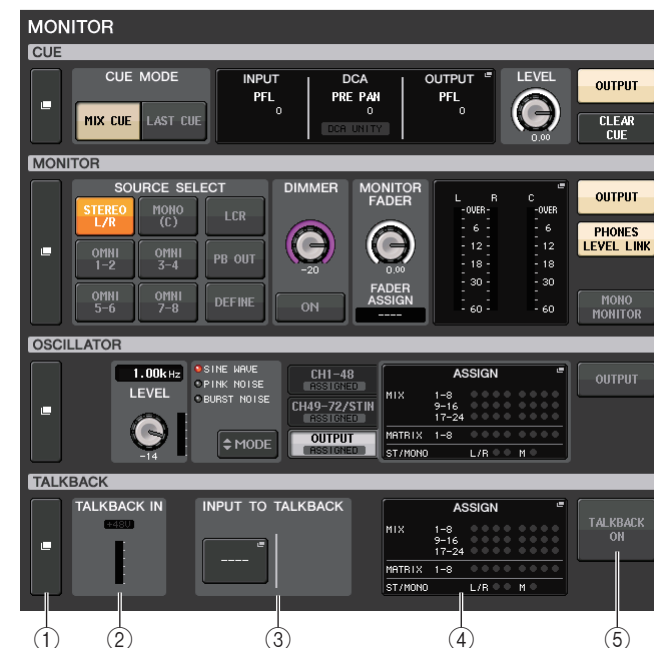 MONITOR
CUE
CUE MODE
MIX CUE
LAST CUE
INPUT
PFL
0
DCA
PRE PAN
0
DCA UNITY
OUTPUT
PFL
0
LEVEL
0.00
OUTPUT
CLEAR
CUE
MONITOR
SOURCE SELECT
STEREO
L/R
MONO
(C)
LCR
OMNI
1-2
OMNI
3-4
PB OUT
OMNI
5-6
OMNI
7-8
DEFINE
DIMMER
-20
ON
MONITOR
FADER
0.00
FADER
ASSIGN
----
L R C
-OVER- -OVER
- 6 - - 6
- 12 - - 12
- 18 - - 18
- 30 - - 30
- 60 - - 60
OUTPUT
PHONES
LEVEL LINK
MONO
MONITOR
OSCILLATOR
1.00k Hz
LEVEL
-14
SINE WAVE
PINK NOISE
BURST NOISE
MODE
CH1-48
ASSIGNED
CH49-72/STIN
ASSIGNED
OUTPUT
ASSIGNED
ASSIGN
MIX 1-8
9-16
17-24
MATRIX 1-8
ST/MONO L/R M
OUTPUT
TALKBACK
TALKBACK IN
+48V
INPUT TO TALKBACK
----
ASSIGN
MIX 1-8
9-16
17-24
MATRIX 1-8
ST/MONO L/R M
TALKBACK
ON
① ② ③ ④ ⑤